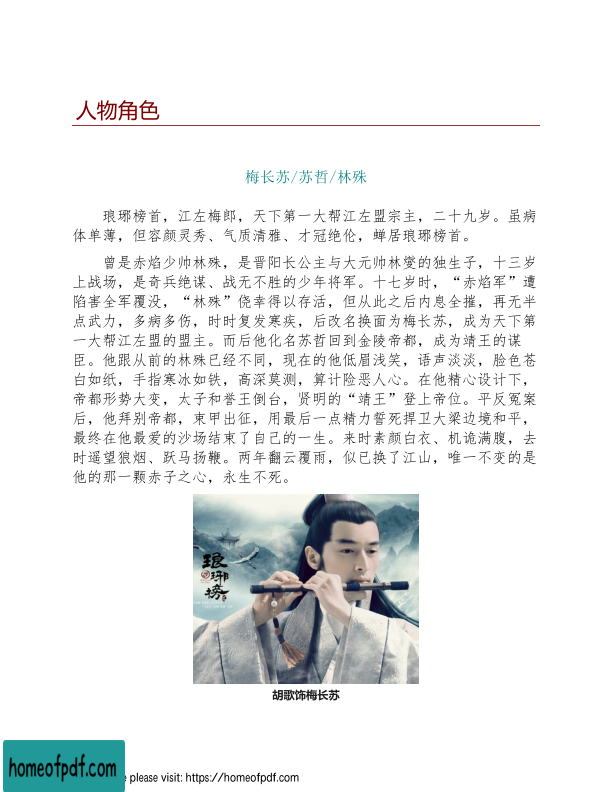 人物角色
梅长苏/苏哲/林殊
琅琊榜首，江左梅郎，天下第一大帮江左盟宗主，二十九岁。虽病
体单薄，但容颜灵秀、气质清雅、才冠绝伦，蝉居琅琊榜首。
曾是赤焰少帅林殊，是晋阳长公主与大元帅林燮的独生子，十三岁
上战场，是奇兵绝谋、战无不胜的少年将军。十七岁时，“赤焰军”遭
陷害全军覆没，“林殊”侥幸得以存活，但从此之后内息全摧，再无半
点武力，多病多伤，时时复发寒疾，后改名换面为梅长苏，成为天下第
一大帮江左盟的盟主。而后他化名苏哲回到金陵帝都，成为靖王的谋
臣。他跟从前的林殊已经不同，现在的他低眉浅笑，语声淡淡，脸色苍
白如纸，手指寒冰如铁，高深莫测，算计险恶人心。在他精心设计下，
帝都形势大变，太子和誉王倒台，贤明的“靖王”登上帝位。平反冤案
后，他拜别帝都，束甲出征，用最后一点精力誓死捍卫大梁边境和平，
最终在他最爱的沙场结束了自己的一生。来时素颜白衣、机诡满腹，去
时遥望狼烟、跃马扬鞭。两年翻云覆雨，似已换了江山，唯一不变的是
他的那一颗赤子之心，永生不死。
琅琊榜
胡歌饰梅长苏
homeofpdf.com
e please visit: https://homeofpdf.com